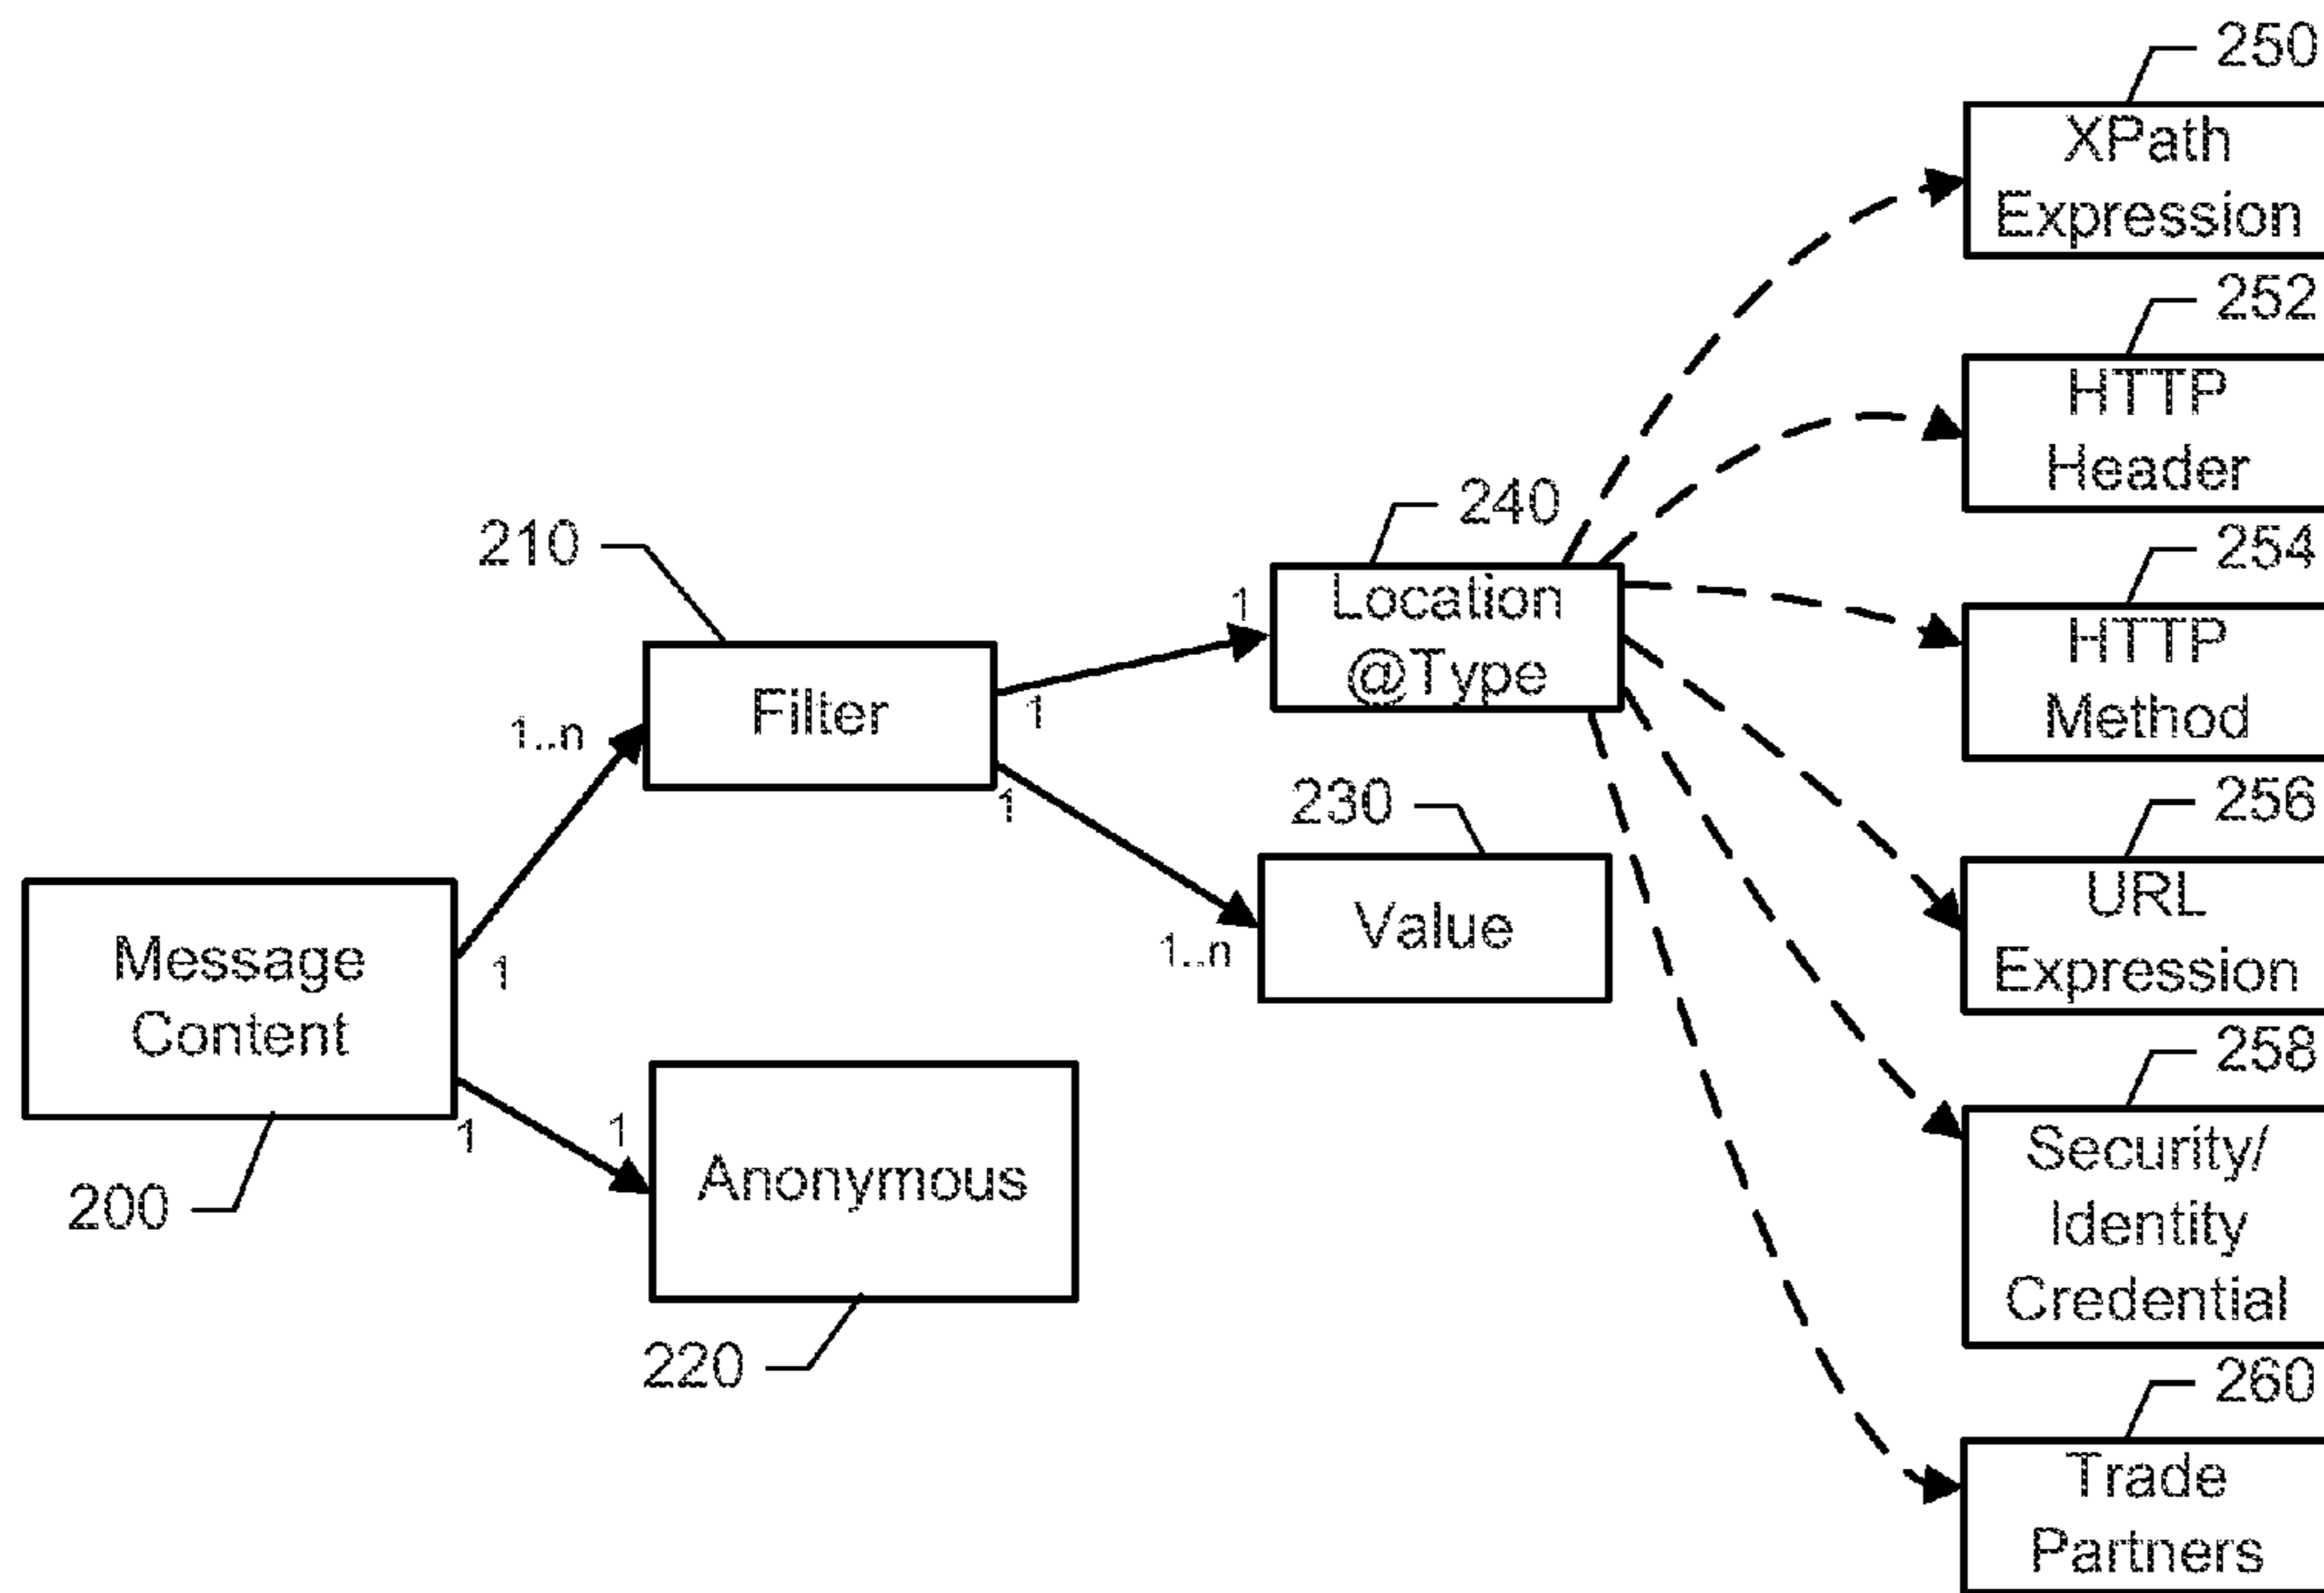 250
XPath
Expression
252
HTTP
Header
254
HTTP
Method
256
URL
Expression
258
Security/
Identity
Credential
260
Trade
Partners
240
Location
@Type
1
210
Filter
1
1
1..n
230
Value
1..n
Message
Content
1
1
1
200
Anonymous
220